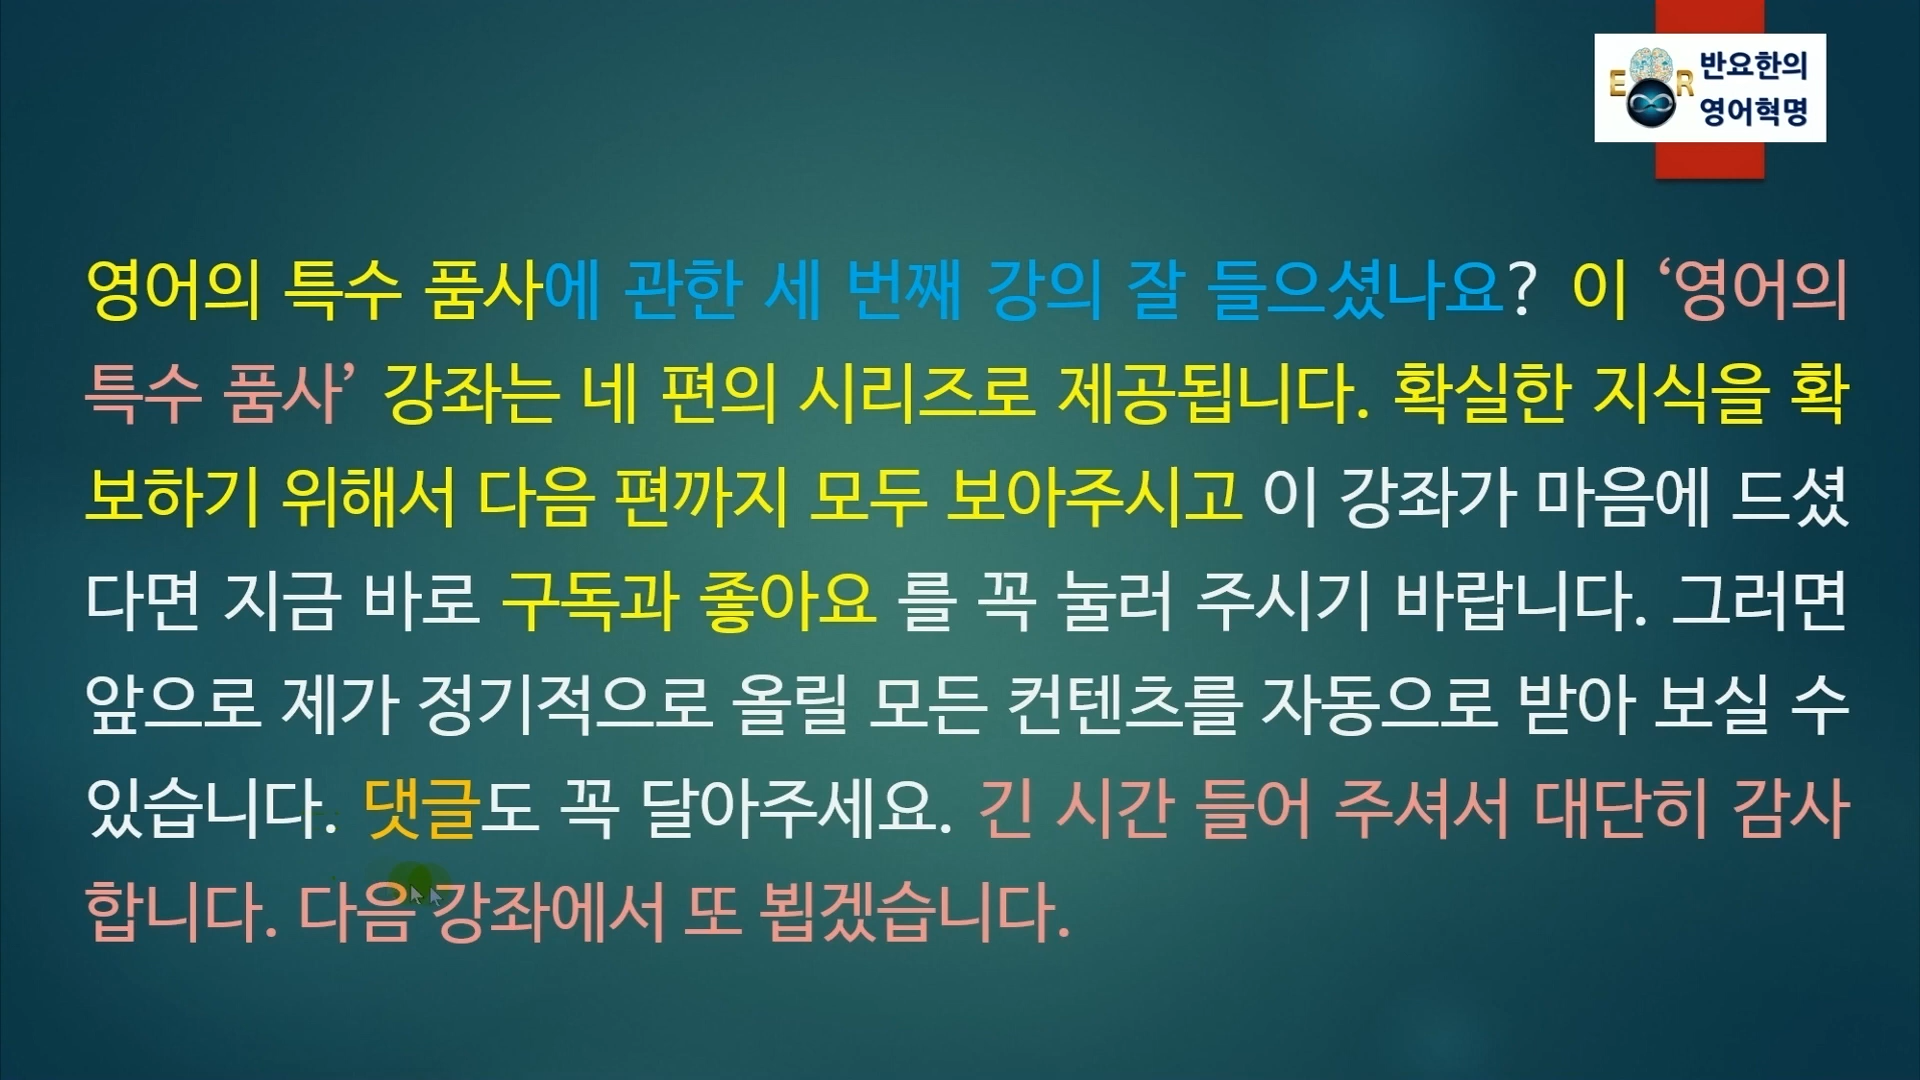 E R 반요한의
영어혁명
영어의 특수 품사에 관한 세 번째 강의 잘 들으셨나요? 이 ‘영어의
특수 품사’ 강좌는 네 편의 시리즈로 제공됩니다. 확실한 지식을 확
보하기 위해서 다음 편까지 모두 보아주시고 이 강좌가 마음에 드셨
다면 지금 바로 구독과 좋아요 를 꼭 눌러 주시기 바랍니다. 그러면
앞으로 제가 정기적으로 올릴 모든 컨텐츠를 자동으로 받아 보실 수
있습니다. 댓글도 꼭 달아주세요. 긴 시간 들어 주셔서 대단히 감사
합니다. 다음 강좌에서 또 뵙겠습니다.